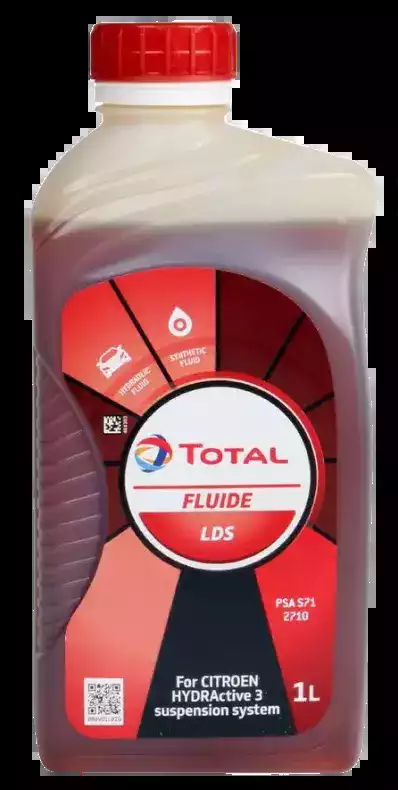 HYDRAULIC
FLUID
SYNTHETIC
FLUID
TOTAL
FLUIDE
LDS
PSA S71
2710
For CITROEN
HYDRActive 3
suspension system
1L